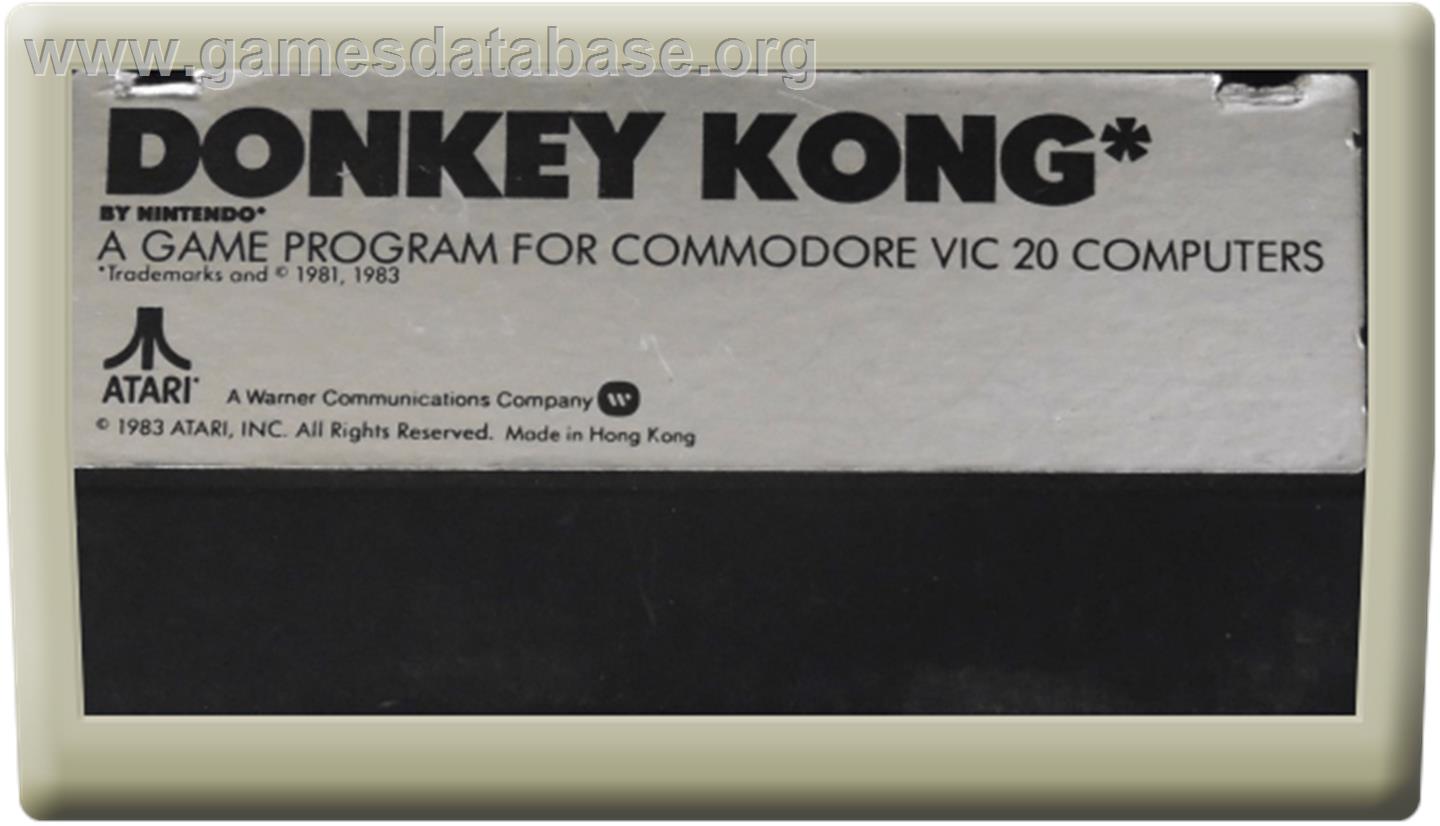 www.gamesdatabase.org
DONKEY KONG*
BY NINTENDO*
A GAME PROGRAM FOR COMMODORE VIC 20 COMPUTERS
*Trademarks and © 1981, 1983
ATARI* A Warner Communications Company W
© 1983 ATARI, INC. All Rights Reserved. Made in Hong Kong